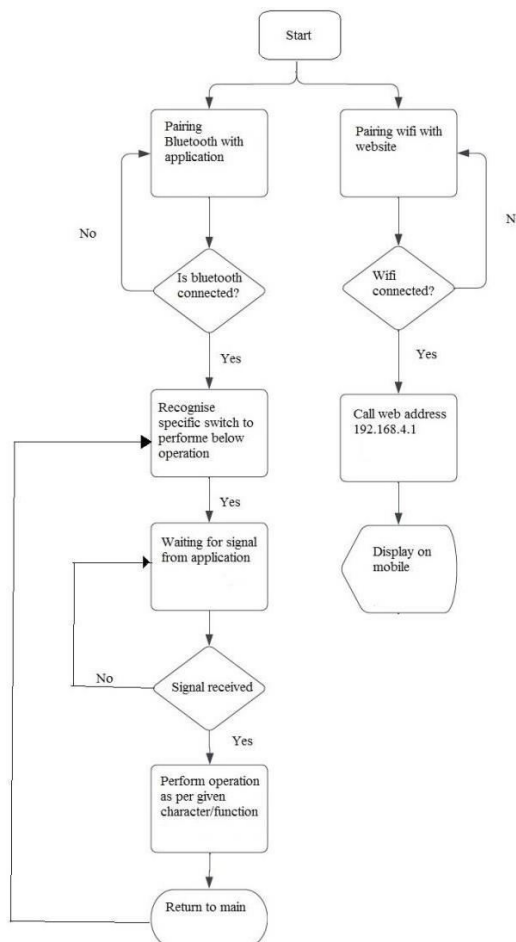 Start
Pairing
Bluetooth with
application
Pairing wifi with
website
No
N
Is bluetooth
connected?
Wifi
connected?
Yes
Yes
Recognise
specific switch to
performe below
operation
Call web address
192.168.4.1
Yes
Waiting for signal
from application
Display on
mobile
No
Signal received
Yes
Perform operation
as per given
character/function
Return to main